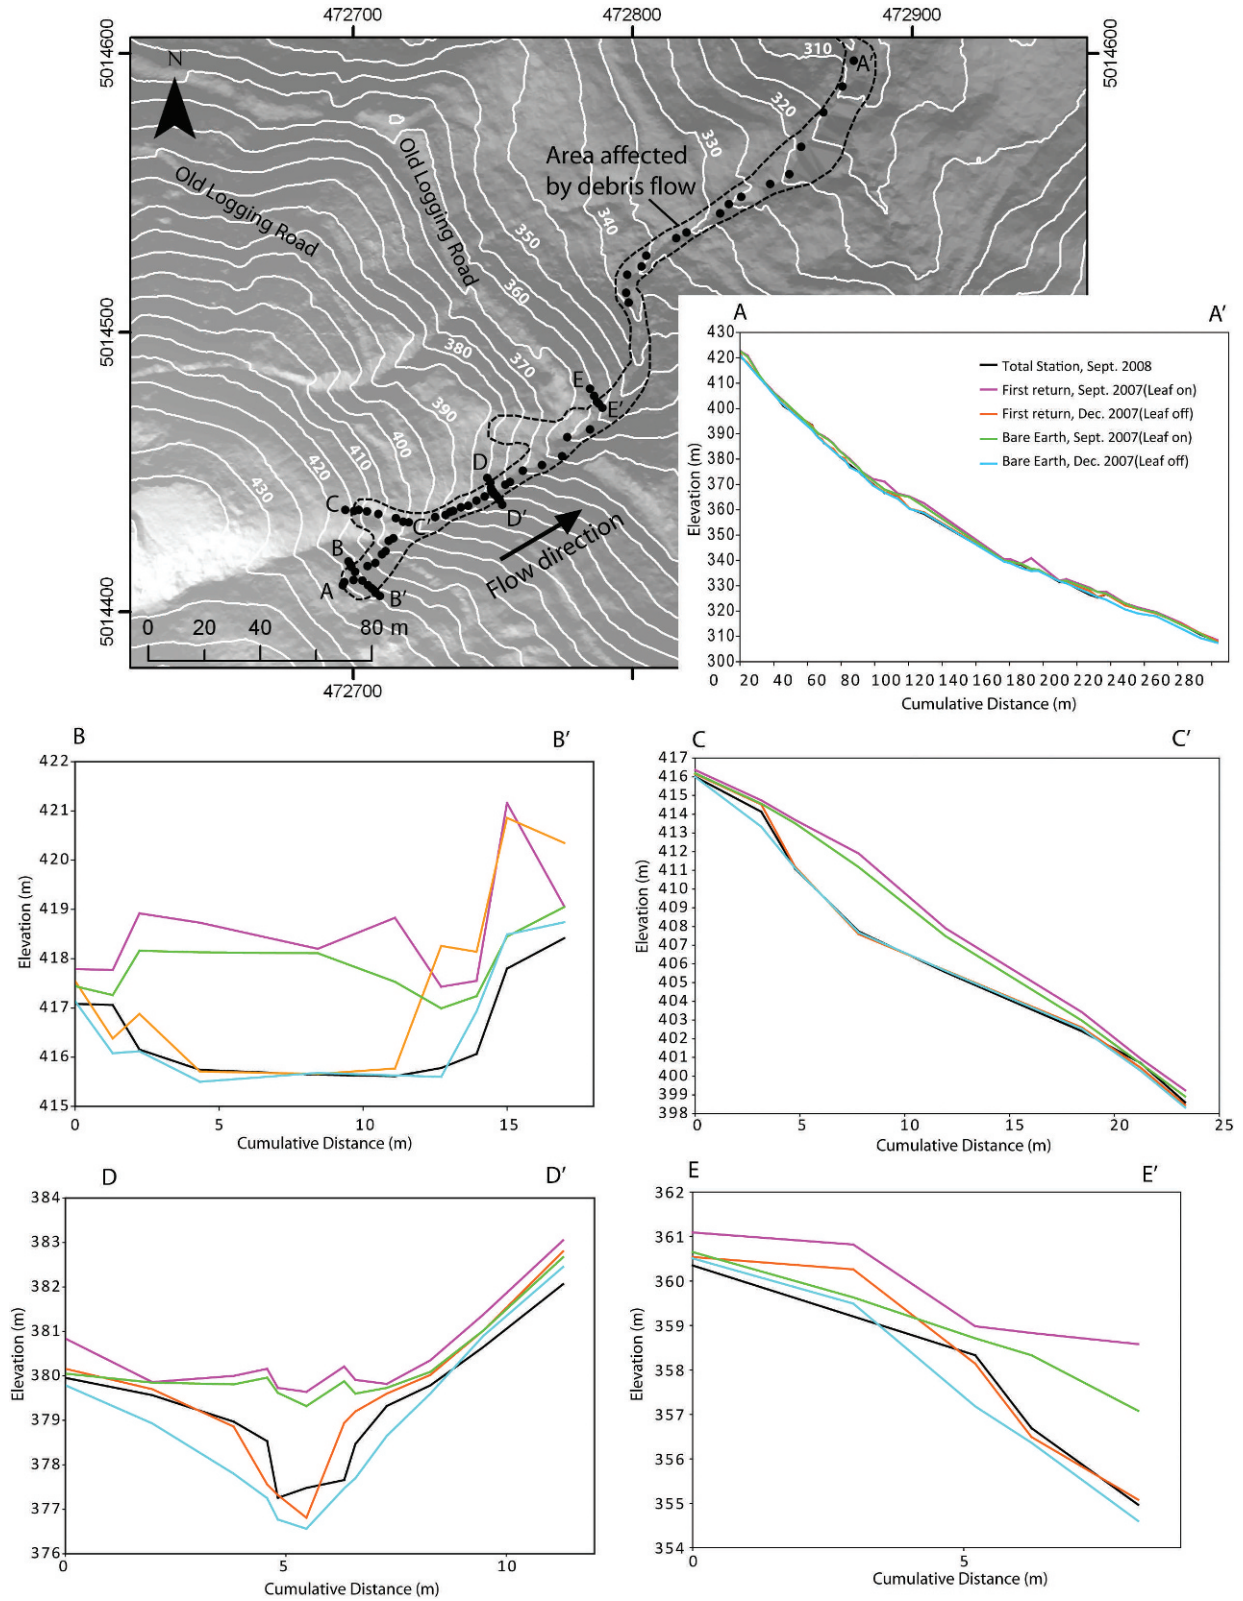 472700
472800
472900
5014600
5014600
N
310
A'
320
330
Area affected
by debris flow
Old Logging Road
Old Logging Road
340
350
360
5014500
380
370
E
E'
390
400
410
420
430
D
D'
C
C'
B
A
B'
Flow direction
5014400
0 20 40 80 m
472700
A A'
430
420
410
400
390
380
370
360
350
340
330
320
310
300
Elevation (m)
Total Station, Sept. 2008
First return, Sept. 2007(Leaf on)
First return, Dec. 2007(Leaf off)
Bare Earth, Sept. 2007(Leaf on)
Bare Earth, Dec. 2007(Leaf off)
0 20 40 60 80 100 120 140 160 180 200 210 220 240 260 280
Cumulative Distance (m)
B B'
422
421
420
419
418
417
416
415
Elevation (m)
0 5 10 15
Cumulative Distance (m)
C C'
417
416
414
413
412
411
410
409
408
407
406
405
404
403
402
401
400
399
398
Elevation (m)
0 5 10 15 20 25
Cumulative Distance (m)
D D'
384
383
382
381
380
379
378
377
376
Elevation (m)
0 5 10
Cumulative Distance (m)
E E'
362
361
360
359
358
357
356
355
354
Elevation (m)
0 5
Cumulative Distance (m)